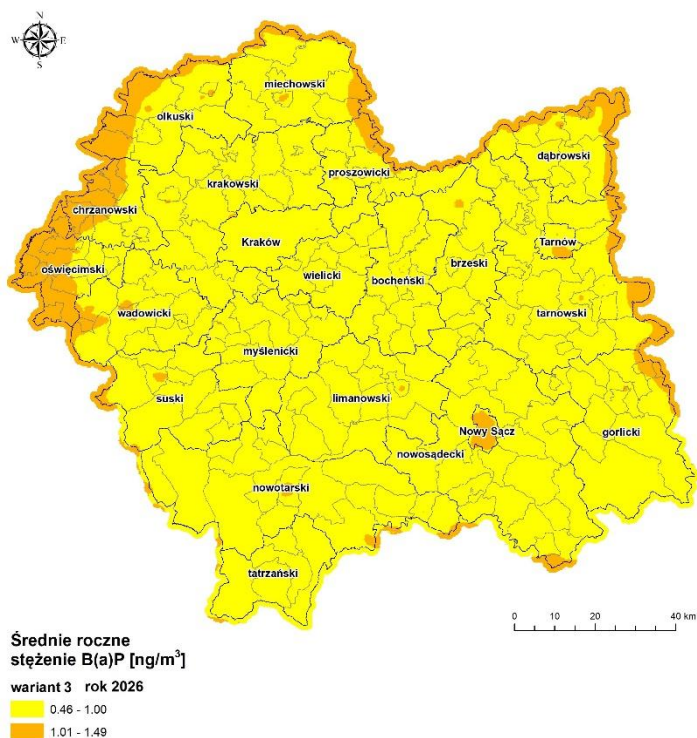 N
W E
S
miechowski
olkuski
dąbrowski
proszowicki
krakowski
chrzanowski
Kraków
Tarnów
brzeski
oświęcimski
wielicki
bocheński
wadowicki
tarnowski
myślenicki
suski
limanowski
Nowy Sącz
gorlicki
nowosądecki
nowotarski
tatrzański
0 10 20 40 km
Średnie roczne
stężenie B(a)P [ng/m³]
wariant 3 rok 2026
0.46 - 1.00
1.01 - 1.49